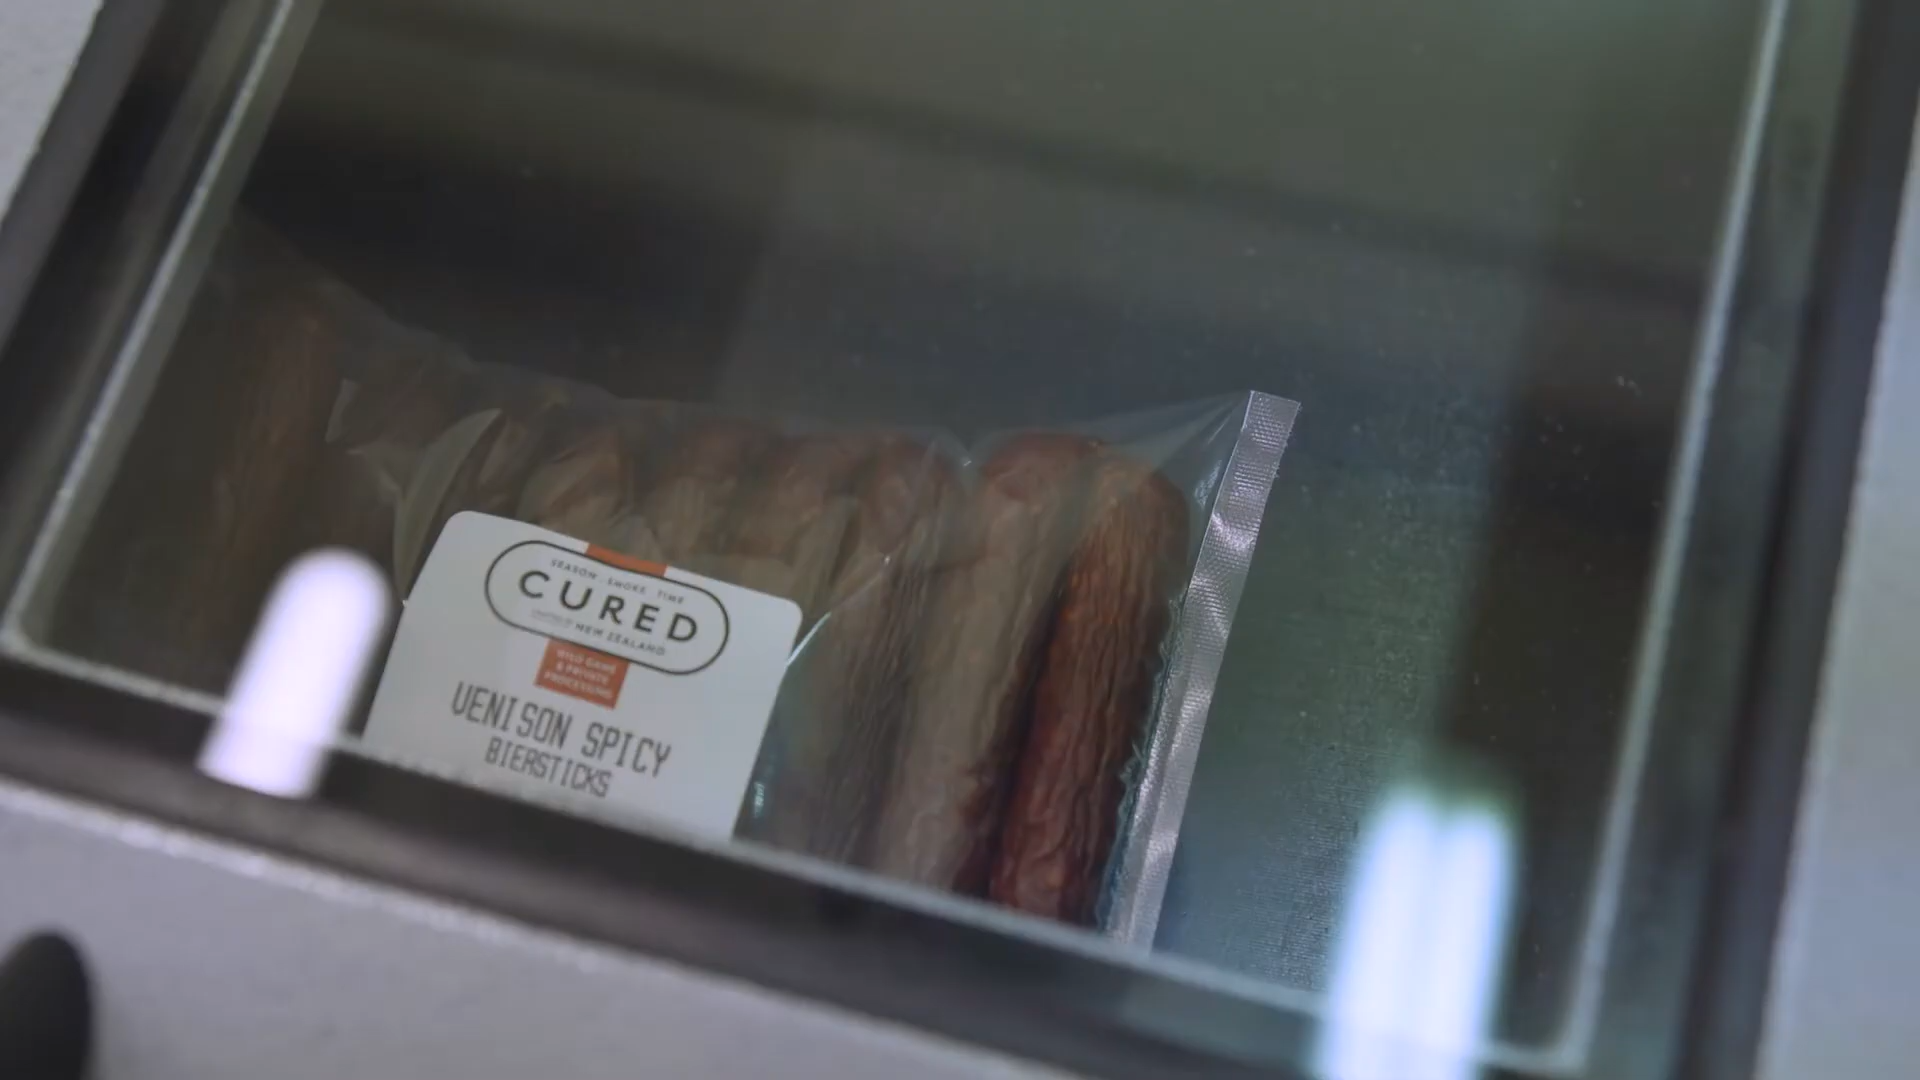 SEASON SMOKE TIME
CURED
NEW ZEALAND
WILD GAME
& PRIVATE
PROCESSING
VENISON SPICY
BIERSTICKS